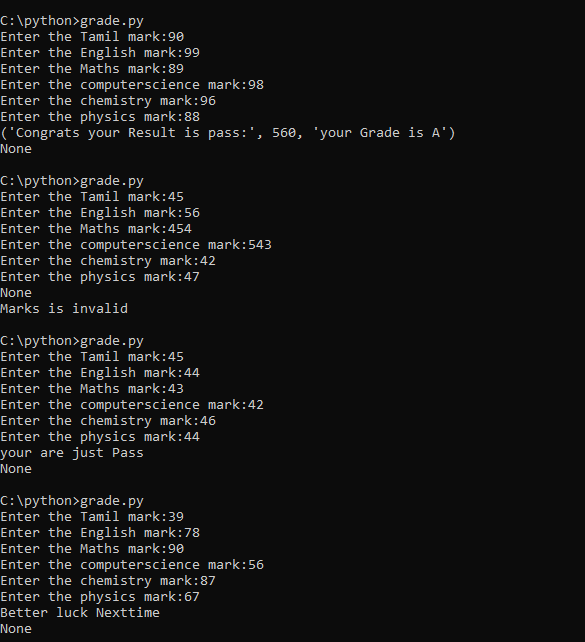 C:\python>grade.py
Enter the Tamil mark:90
Enter the English mark:99
Enter the Maths mark:89
Enter the computerscience mark:98
Enter the chemistry mark:96
Enter the physics mark:88
('Congrats your Result is pass:', 560, 'your Grade is A')
None
C:\python>grade.py
Enter the Tamil mark:45
Enter the English mark:56
Enter the Maths mark:454
Enter the computerscience mark:543
Enter the chemistry mark:42
Enter the physics mark:47
None
Marks is invalid
C:\python>grade.py
Enter the Tamil mark:45
Enter the English mark:44
Enter the Maths mark:43
Enter the computerscience mark:42
Enter the chemistry mark:46
Enter the physics mark:44
your are just Pass
None
C:\python>grade.py
Enter the Tamil mark:39
Enter the English mark:78
Enter the Maths mark:90
Enter the computerscience mark:56
Enter the chemistry mark:87
Enter the physics mark:67
Better luck Nexttime
None